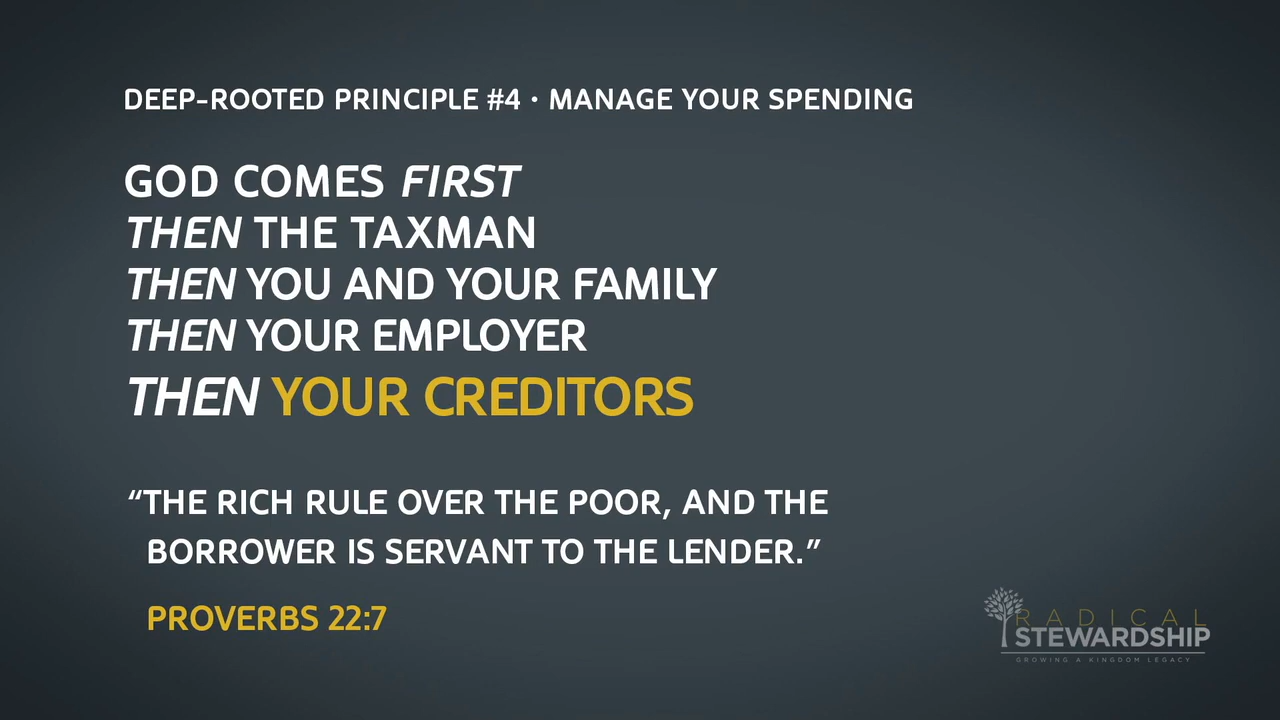 DEEP-ROOTED PRINCIPLE #4 • MANAGE YOUR SPENDING
GOD COMES FIRST
THEN THE TAXMAN
THEN YOU AND YOUR FAMILY
THEN YOUR EMPLOYER
THEN YOUR CREDITORS
“THE RICH RULE OVER THE POOR, AND THE
BORROWER IS SERVANT TO THE LENDER.”
PROVERBS 22:7
RADICAL
STEWARDSHIP
GROWING A KINGDOM LEGACY